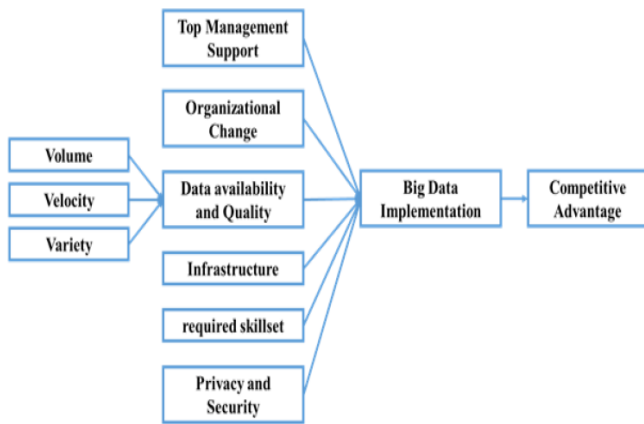 Top Management
Support
Organizational
Change
Volume
Velocity
Variety
Data availability
and Quality
Infrastructure
required skillset
Privacy and
Security
Big Data
Implementation
Competitive
Advantage